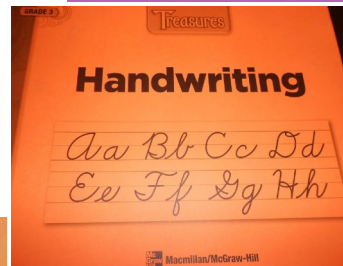 GRADE 3
Treasures
Handwriting
Aa Bb Cc Dd
Ee Ff Gg Hh
Macmillan/McGraw-Hill